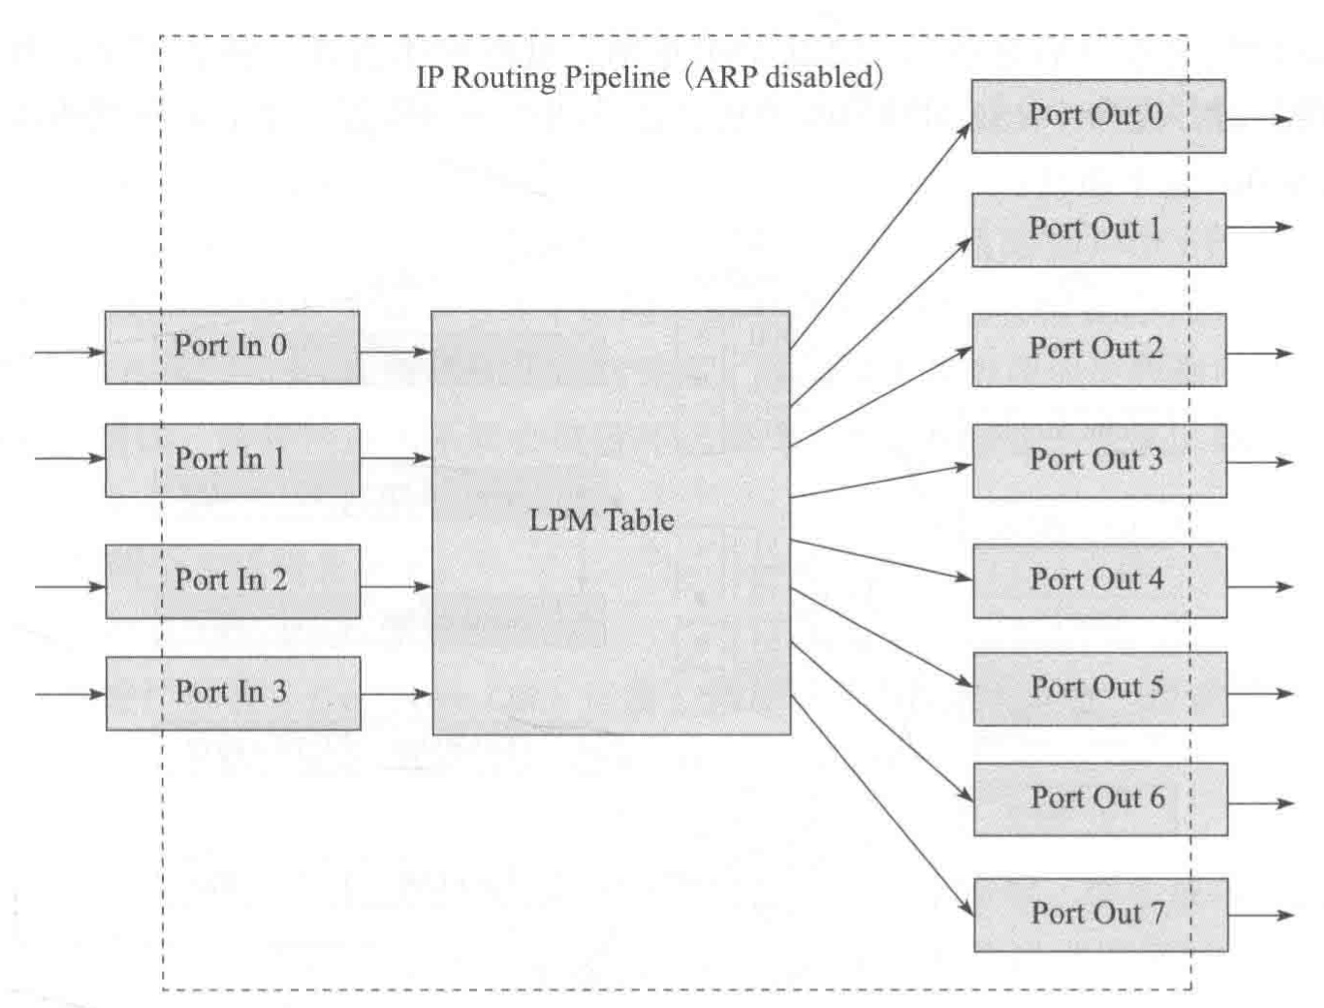 IP Routing Pipeline (ARP disabled)
Port Out 0
Port Out 1
Port Out 2
Port In 0
Port In 1
Port Out 3
LPM Table
Port In 2
Port Out 4
Port In 3
Port Out 5
Port Out 6
Port Out 7